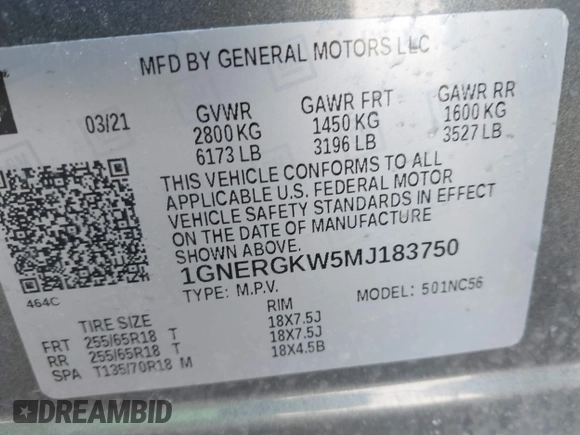 MFD BY GENERAL MOTORS LLC
03/21 GVWR GAWR FRT GAWR RR
2800 KG 1450 KG 1600 KG
6173 LB 3196 LB 3527 LB
THIS VEHICLE CONFORMS TO ALL
APPLICABLE U.S. FEDERAL MOTOR
VEHICLE SAFETY STANDARDS IN EFFECT
ON THE DATE OF MANUFACTURE
SHOWN ABOVE.
1GNERGKW5MJ183750
464C
TYPE: M.P.V. MODEL: 501NC56
TIRE SIZE RIM
FRT 255/65R18 T 18X7.5J
RR 255/65R18 T 18X7.5J
SPA T135/70R18 M 18X4.5B
DREAMBID